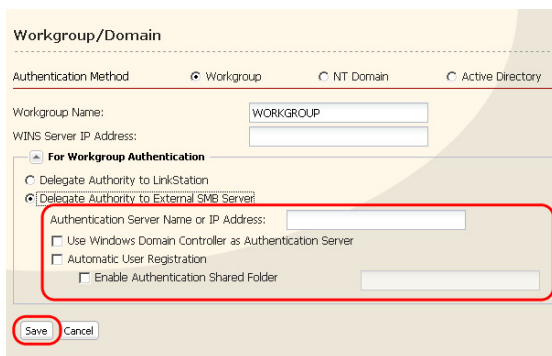 Workgroup/Domain
Authentication Method Workgroup NT Domain Active Directory
Workgroup Name: WORKGROUP
WINS Server IP Address:
For Workgroup Authentication
Delegate Authority to LinkStation
Delegate Authority to External SMB Server
Authentication Server Name or IP Address:
Use Windows Domain Controller as Authentication Server
Automatic User Registration
Enable Authentication Shared Folder
Save Cancel